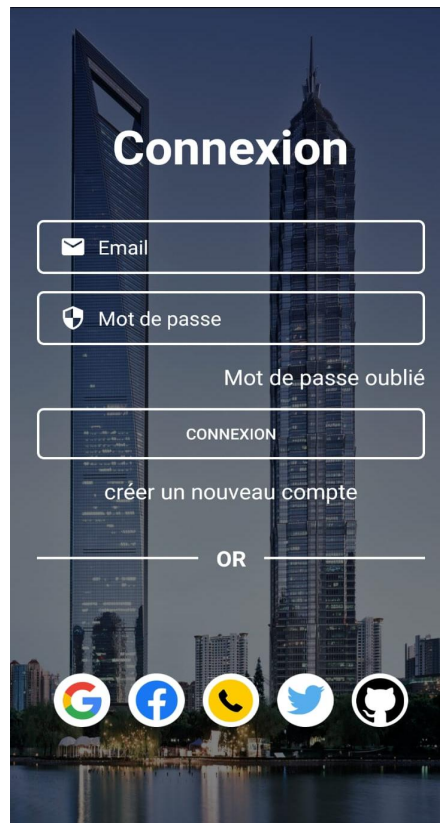 Connexion
Email
Mot de passe
Mot de passe oublié
CONNEXION
créer un nouveau compte
OR